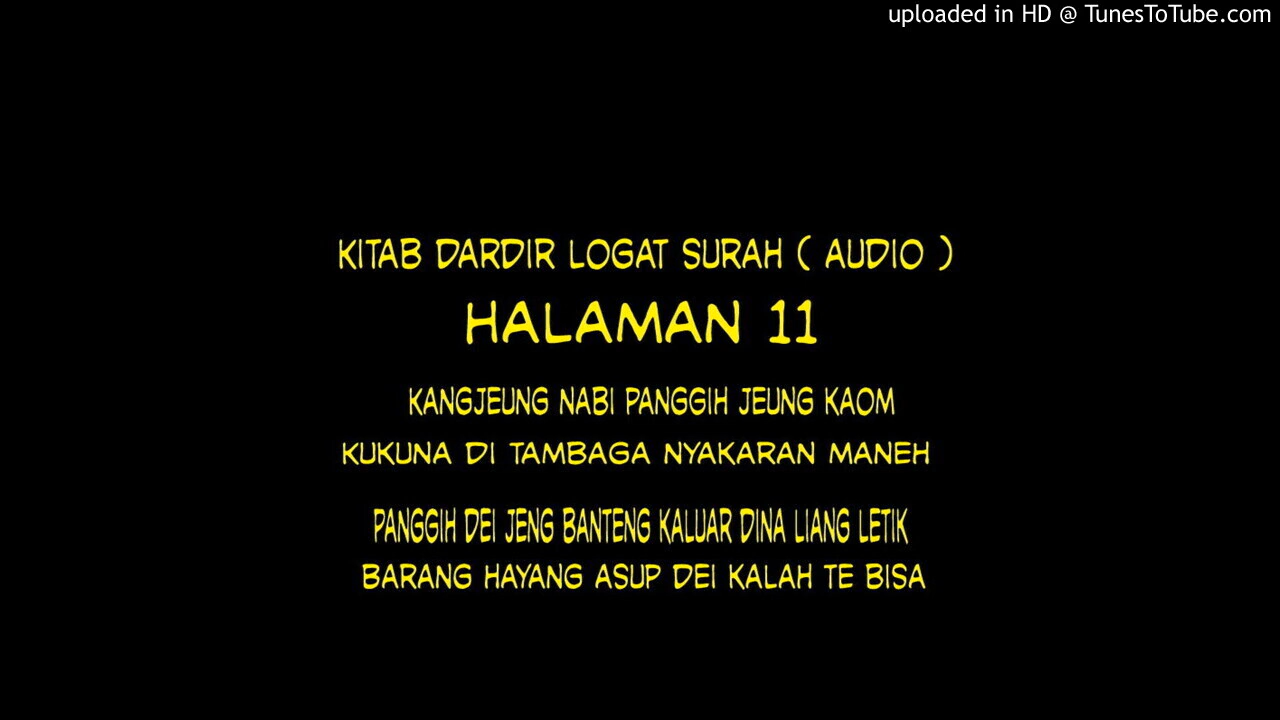 uploaded in HD @ TunesToTube.com
KITAB DARDIR LOGAT SURAH ( AUDIO )
HALAMAN 11
KANGJEUNG NABI PANGGIH JEUNG KAOM
KUKUNA DI TAMBAGA NYAKARAN MANEH
PANGGIH DEI JENG BANTENG KALUAR DINA LIANG LETIK
BARANG HAYANG ASUP DEI KALAH TE BISA